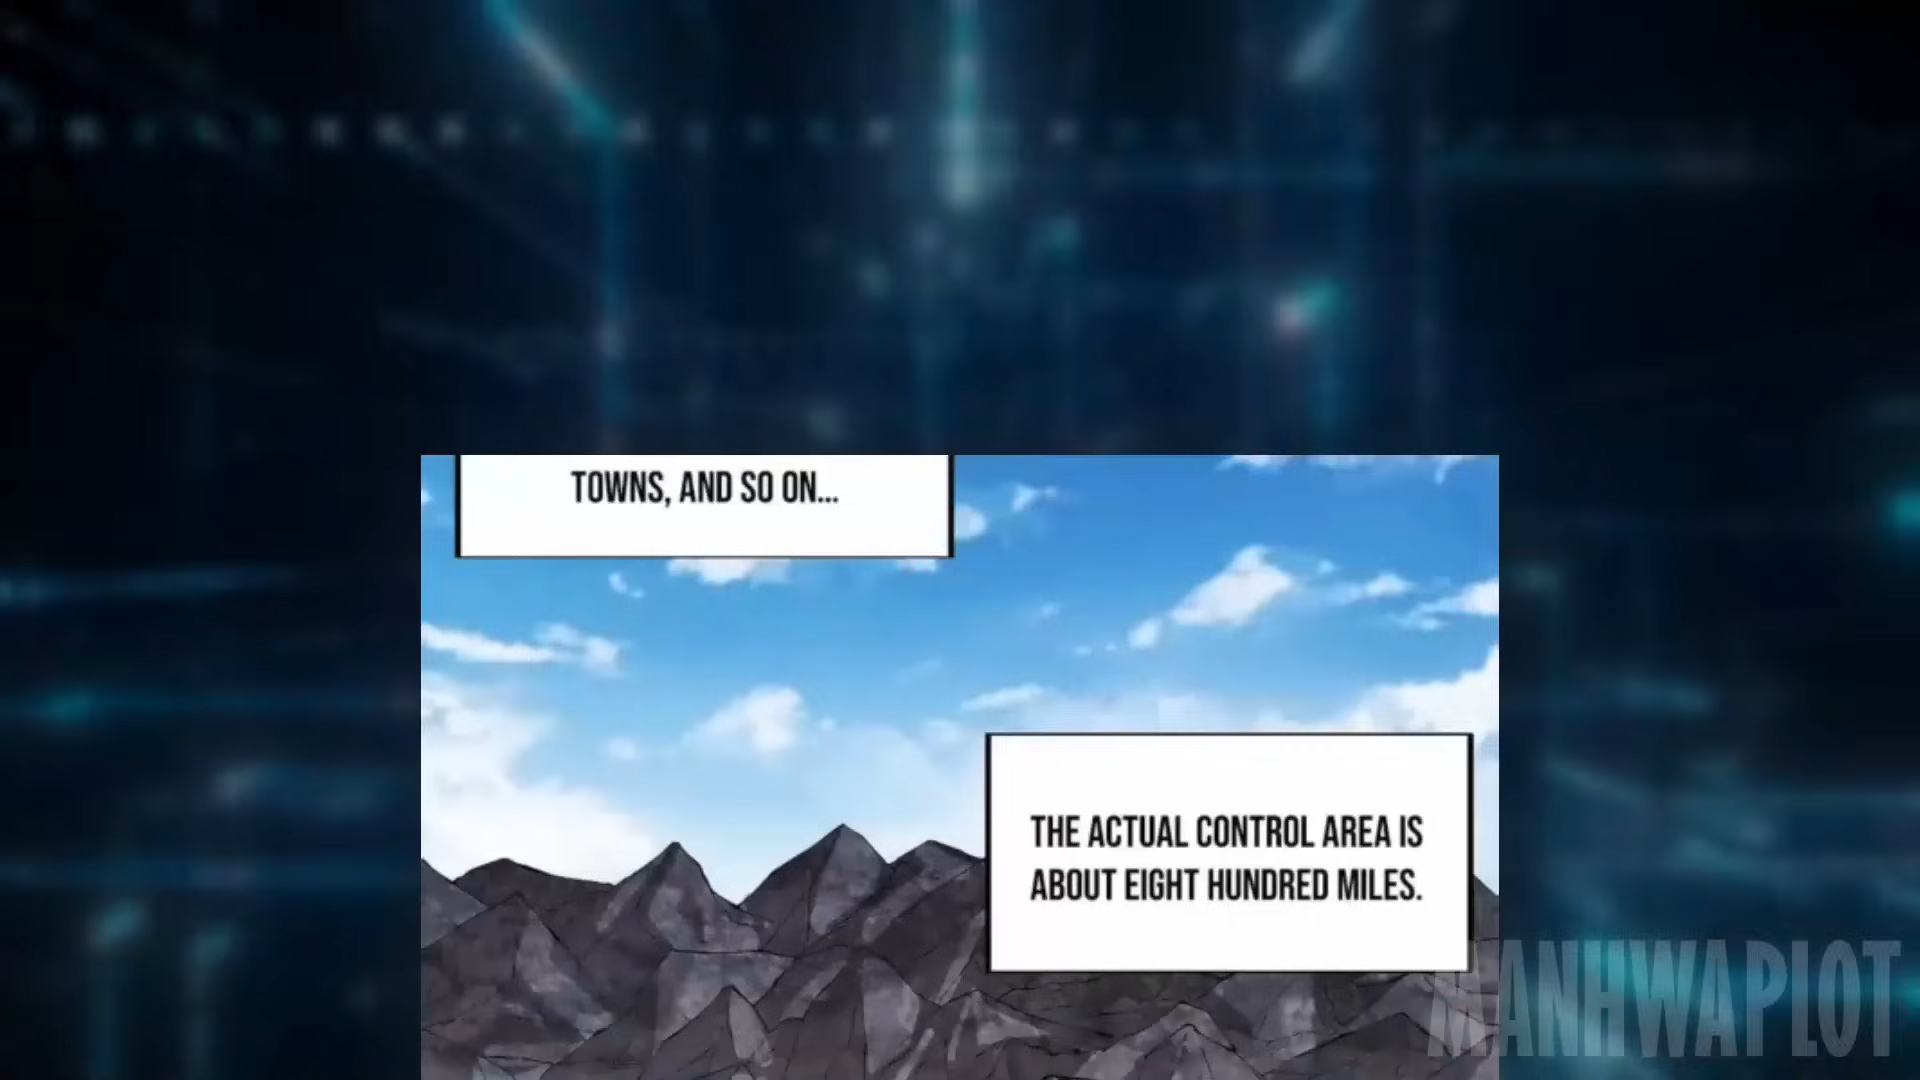 TOWNS, AND SO ON...
THE ACTUAL CONTROL AREA IS
ABOUT EIGHT HUNDRED MILES.
MANHWAPLOT